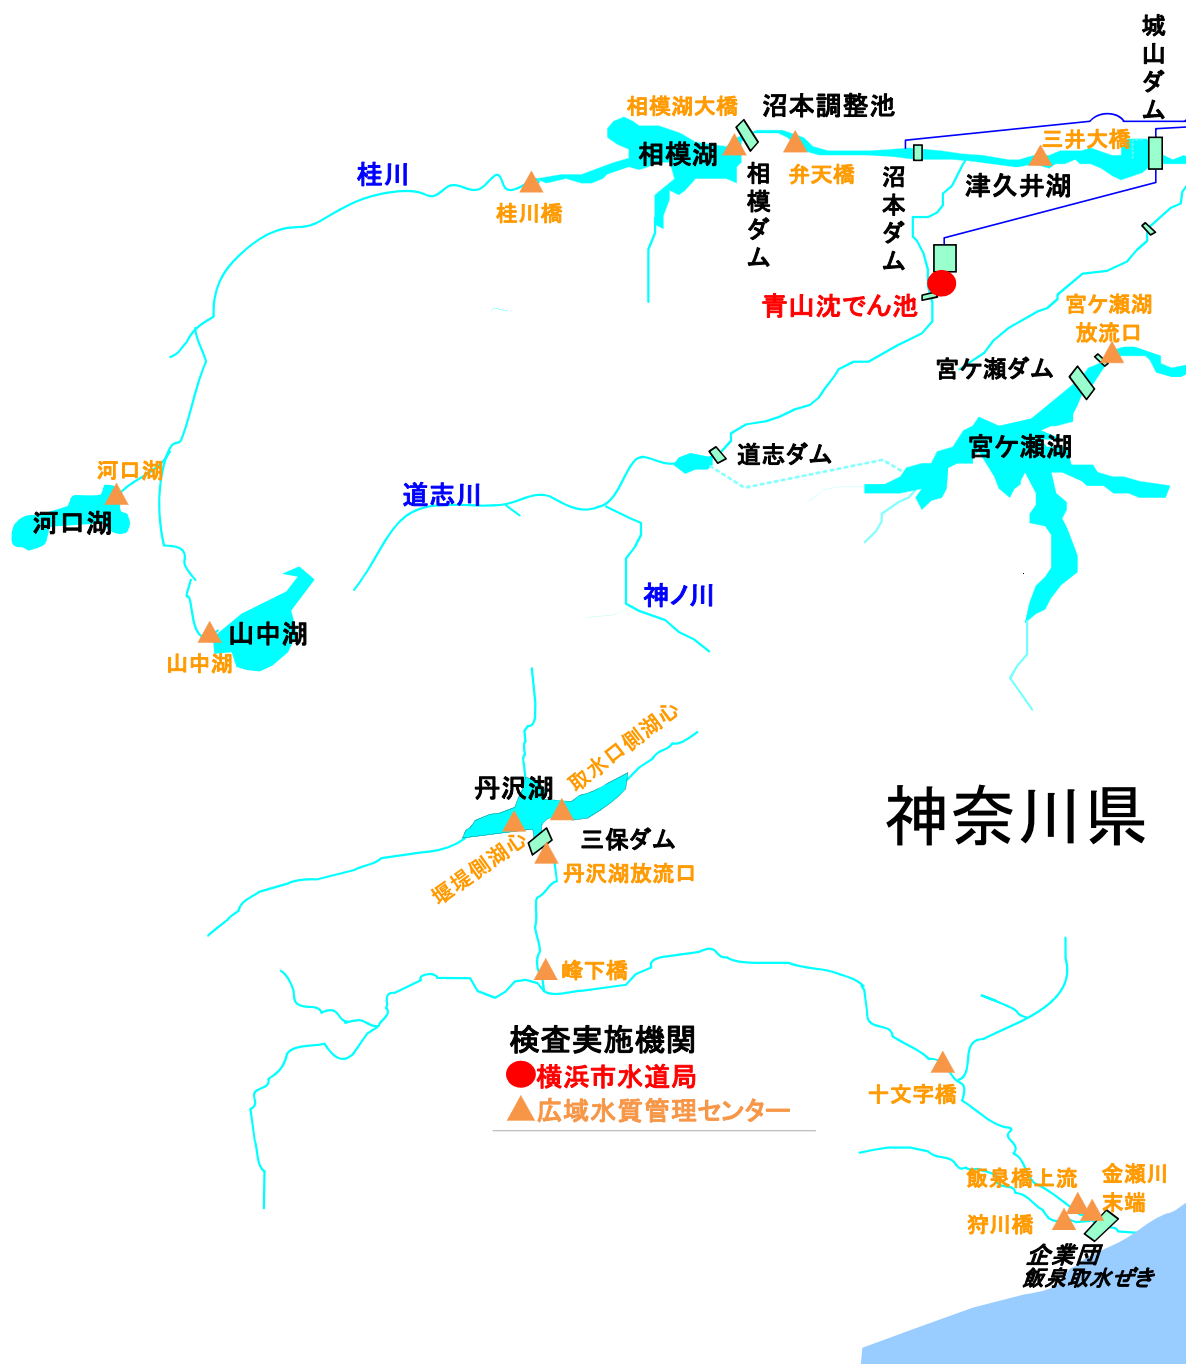 城山ダム
相模湖大橋
沼本調整池
三井大橋
相模湖
桂川
弁天橋
相模ダム
沼本ダム
津久井湖
桂川橋
青山沈でん池
宮ケ瀬湖
放流口
宮ケ瀬ダム
宮ケ瀬湖
道志ダム
河口湖
道志川
河口湖
神ノ川
山中湖
山中湖
取水口側湖心
丹沢湖
神奈川県
三保ダム
堰堤側湖心
丹沢湖放流口
峰下橋
検査実施機関
横浜市水道局
広域水質管理センター
十文字橋
飯泉橋上流
金瀬川
末端
狩川橋
企業団
飯泉取水ぜき